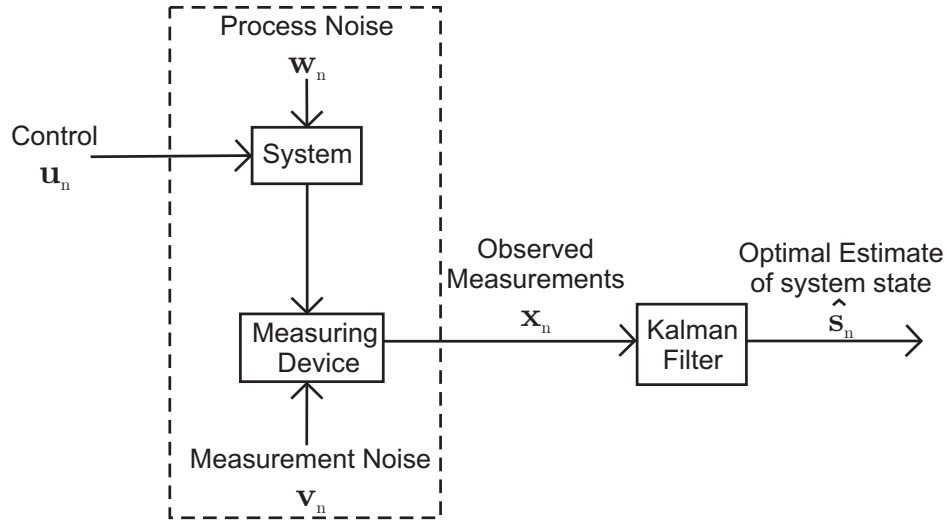 Process Noise
w_n
Control
u_n
System
Observed
Measurements
x_n
Optimal Estimate
of system state
ŝ_n
Measuring
Device
Kalman
Filter
Measurement Noise
v_n